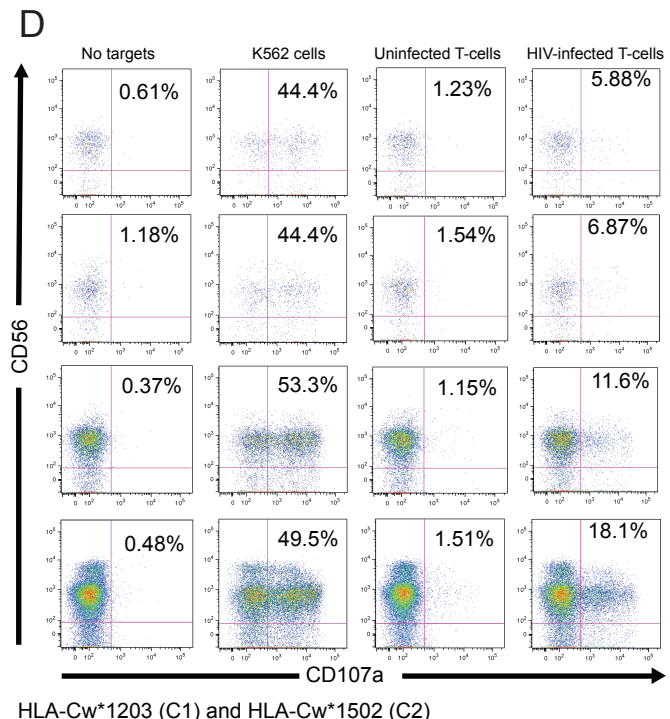 D
No targets K562 cells Uninfected T-cells HIV-infected T-cells
0.61% 44.4% 1.23% 5.88%
1.18% 44.4% 1.54% 6.87%
0.37% 53.3% 1.15% 11.6%
0.48% 49.5% 1.51% 18.1%
CD56
CD107a
HLA-Cw*1203 (C1) and HLA-Cw*1502 (C2)